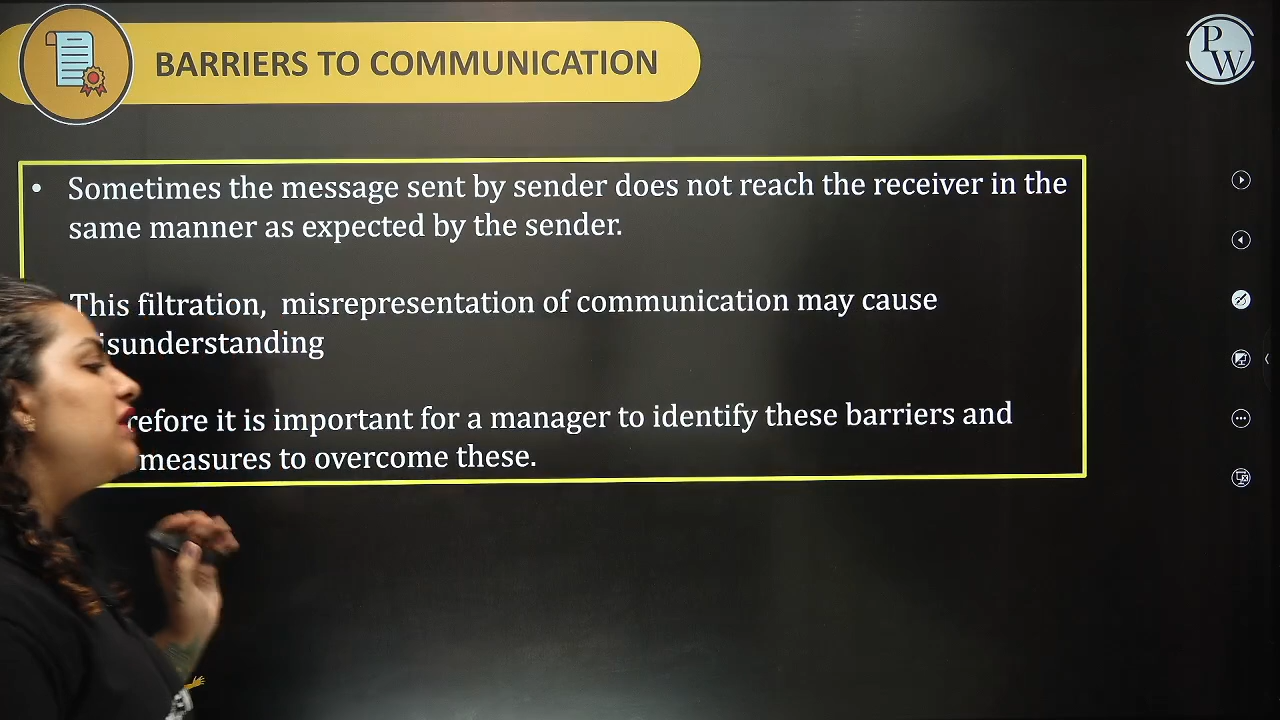 BARRIERS TO COMMUNICATION
PW
• Sometimes the message sent by sender does not reach the receiver in the
same manner as expected by the sender.
This filtration, misrepresentation of communication may cause
isunderstanding
refore it is important for a manager to identify these barriers and
measures to overcome these.